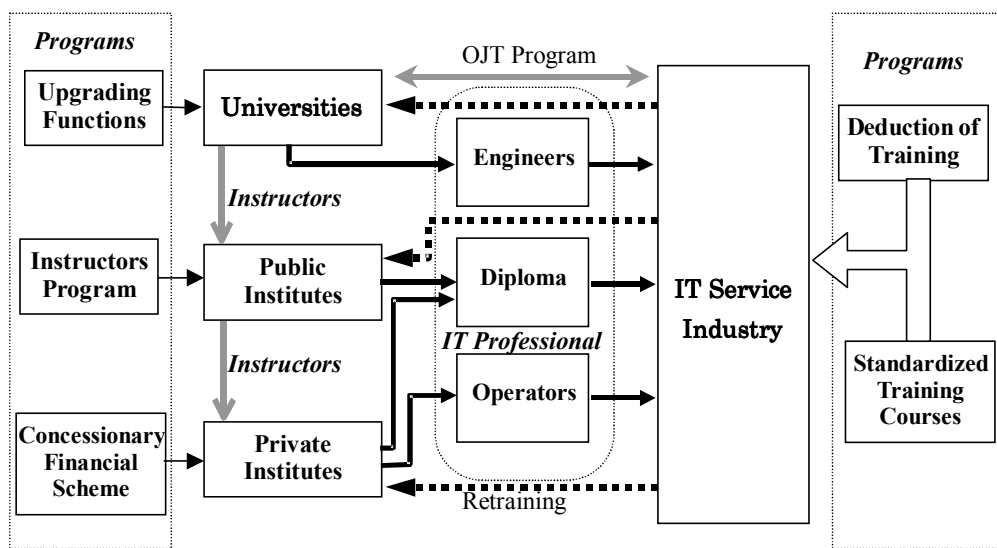 Programs
Upgrading
Functions
Instructors
Program
Concessionary
Financial
Scheme
Universities
Instructors
Public
Institutes
Instructors
Private
Institutes
OJT Program
Engineers
Diploma
IT Professional
Operators
Retraining
IT Service
Industry
Programs
Deduction of
Training
Standardized
Training
Courses